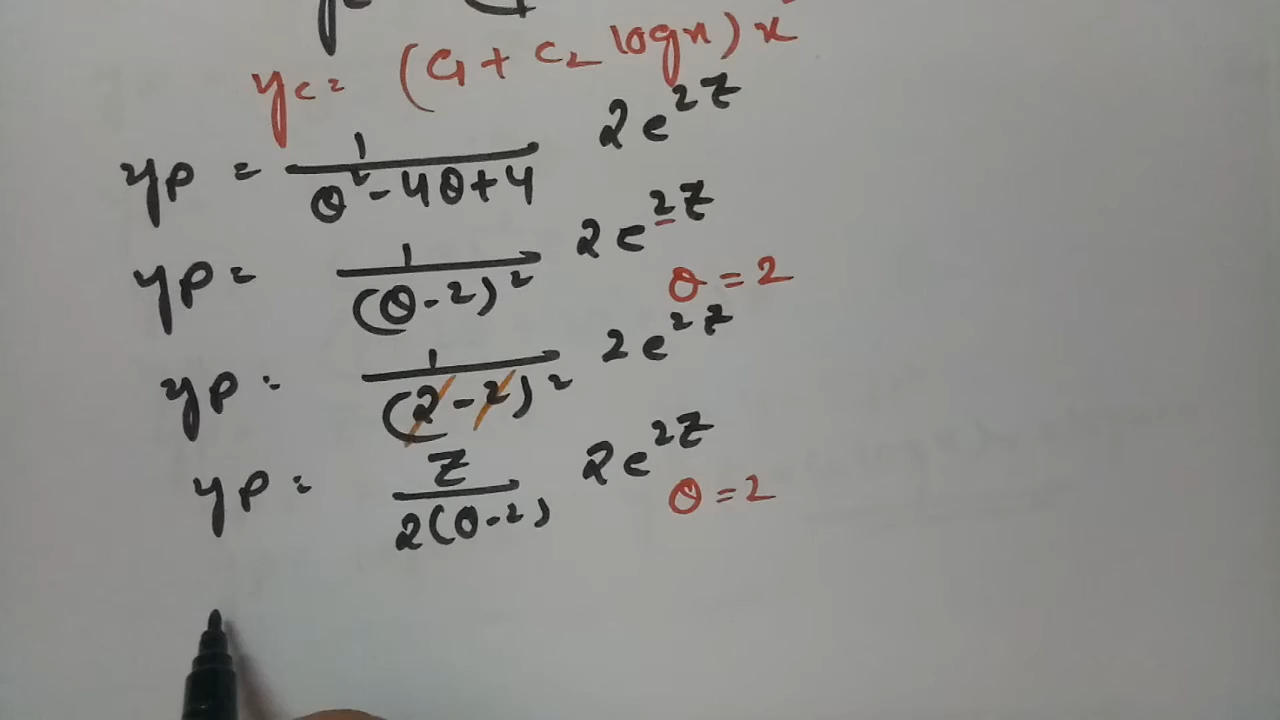 yc = (C1 + C2 logx) x
yp = 1/(θ² - 4θ + 4) 2e^(2z)
yp = 1/(θ-2)² 2e^(2z)
θ = 2
yp = 1/(2-2)² 2e^(2z)
yp = z/2(θ-2) 2e^(2z)
θ = 2